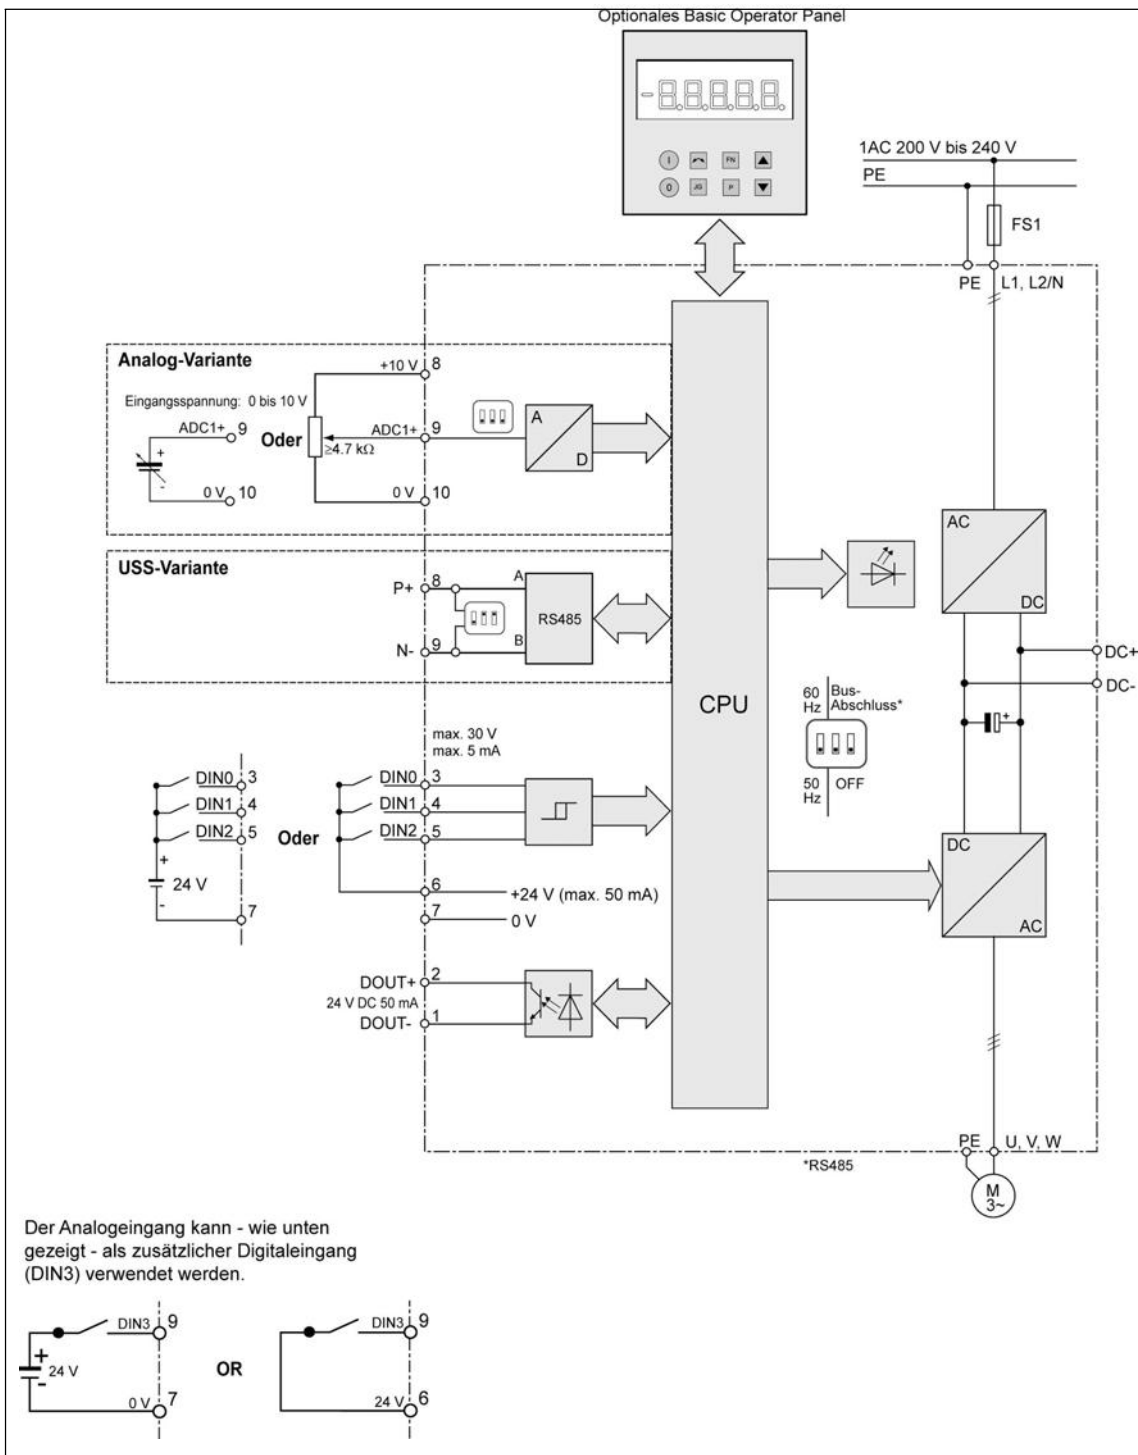 Optionales Basic Operator Panel
I
FN
0
JG
P
1AC 200 V bis 240 V
PE
FS1
PE
L1, L2/N
Analog-Variante
+10 V
8
Eingangsspannung: 0 bis 10 V
ADC1+
9
Oder
ADC1+
9
≥4.7 kΩ
+
-
0 V
10
0 V
10
A
D
USS-Variante
P+
8
A
RS485
N-
9
B
CPU
AC
DC
DC+
DC-
+
60
Hz
Bus-
Abschluss*
50
Hz
OFF
max. 30 V
max. 5 mA
DIN0
3
DIN1
4
DIN2
5
+
24 V
-
7
Oder
DIN0
3
DIN1
4
DIN2
5
6
+24 V (max. 50 mA)
7
0 V
DC
AC
DOUT+
2
24 V DC 50 mA
DOUT-
1
PE
U, V, W
*RS485
M
3~
Der Analogeingang kann - wie unten
gezeigt - als zusätzlicher Digitaleingang
(DIN3) verwendet werden.
DIN3
9
+
24 V
-
0 V
7
OR
DIN3
9
24 V
6